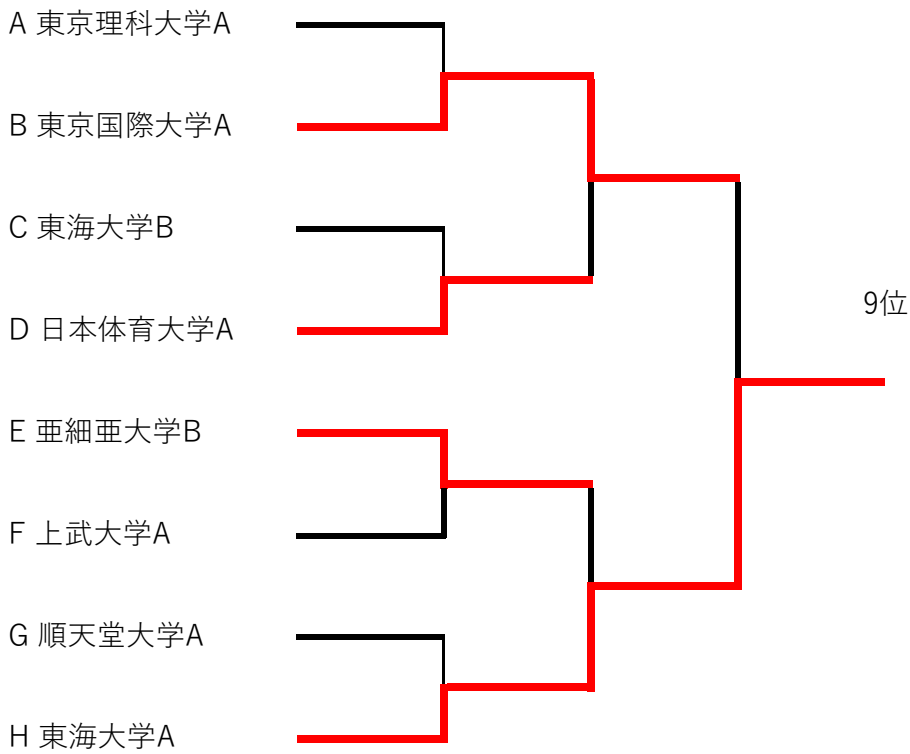 A 東京理科大学A
B 東京国際大学A
C 東海大学B
D 日本体育大学A
9位
E 亜細亜大学B
F 上武大学A
G 順天堂大学A
H 東海大学A